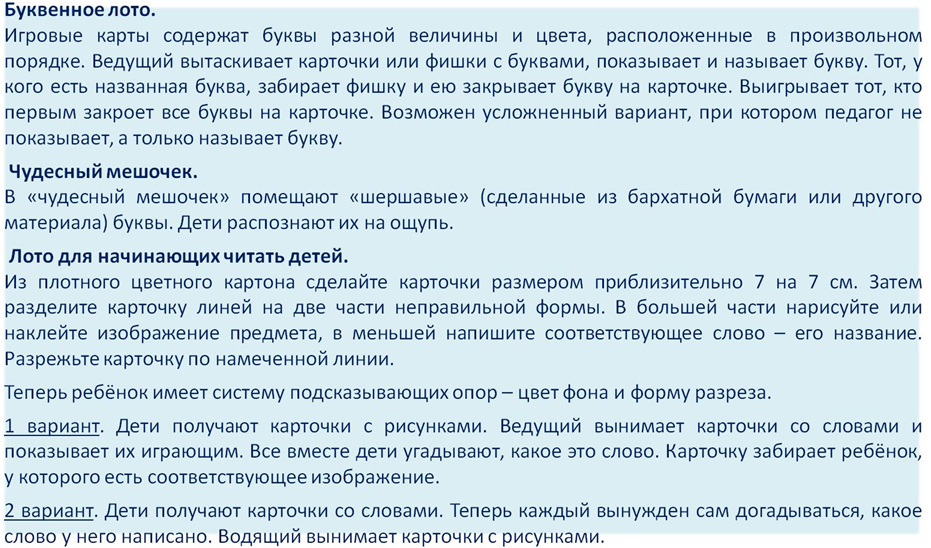 Буквенное лото.
Игровые карты содержат буквы разной величины и цвета, расположенные в произвольном
порядке. Ведущий вытаскивает карточки или фишки с буквами, показывает и называет букву. Тот, у
кого есть названная буква, забирает фишку и ею закрывает букву на карточке. Выигрывает тот, кто
первым закроет все буквы на карточке. Возможен усложненный вариант, при котором педагог не
показывает, а только называет букву.
Чудесный мешочек.
В «чудесный мешочек» помещают «шершавые» (сделанные из бархатной бумаги или другого
материала) буквы. Дети распознают их на ощупь.
Лото для начинающих читать детей.
Из плотного цветного картона сделайте карточки размером приблизительно 7 на 7 см. Затем
разделите карточку линей на две части неправильной формы. В большей части нарисуйте или
наклейте изображение предмета, в меньшей напишите соответствующее слово – его название.
Разрежьте карточку по намеченной линии.
Теперь ребёнок имеет систему подсказывающих опор – цвет фона и форму разреза.
1 вариант. Дети получают карточки с рисунками. Ведущий вынимает карточки со словами и
показывает их играющим. Все вместе дети угадывают, какое это слово. Карточку забирает ребёнок,
у которого есть соответствующее изображение.
2 вариант. Дети получают карточки со словами. Теперь каждый вынужден сам догадываться, какое
слово у него написано. Водящий вынимает карточки с рисунками.